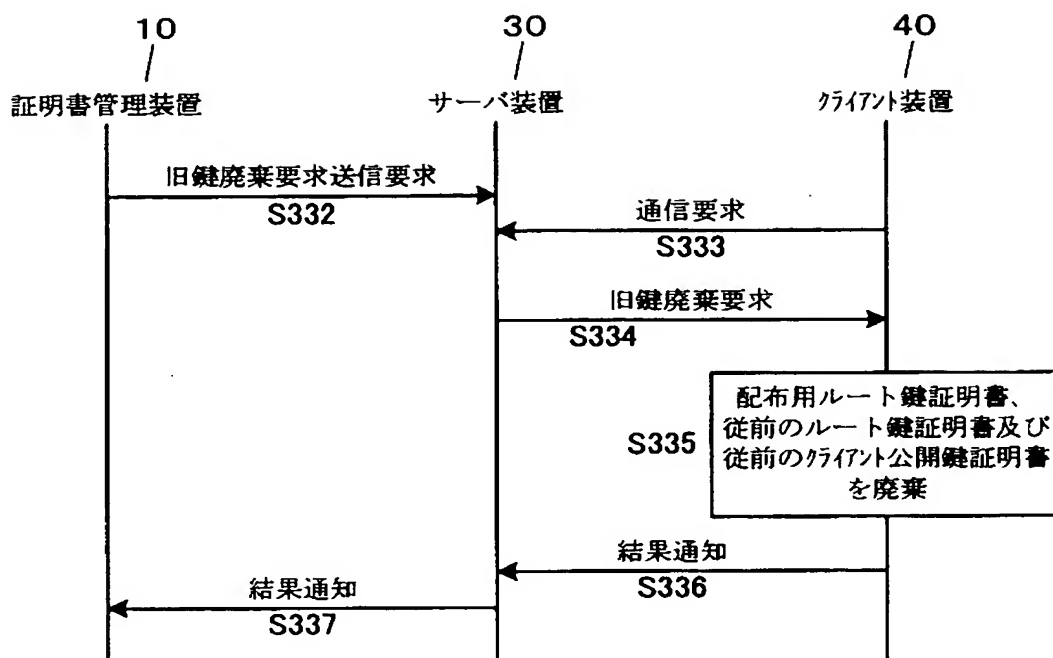 10
30
40
証明書管理装置
サーバ装置
クライアント装置
旧鍵廃棄要求送信要求
S332
通信要求
S333
旧鍵廃棄要求
S334
S335
配布用ルート鍵証明書、
従前のルート鍵証明書及び
従前のクライアント公開鍵証明書
を廃棄
結果通知
S336
結果通知
S337